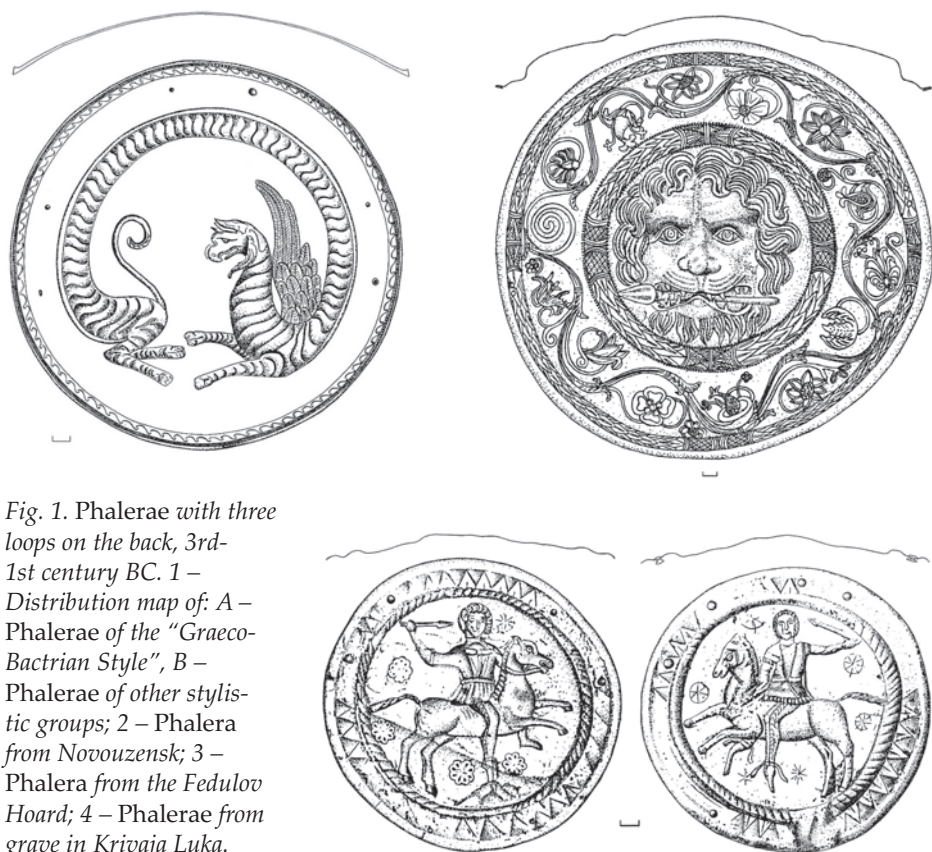 Fig. 1. Phalerae with three
loops on the back, 3rd-
1st century BC. 1 –
Distribution map of: A –
Phalerae of the “Graeco-
Bactrian Style”, B –
Phalerae of other stylis-
tic groups; 2 – Phalera
from Novouzensk; 3 –
Phalera from the Fedulov
Hoard; 4 – Phalerae from
grave in Krivaja Luka.